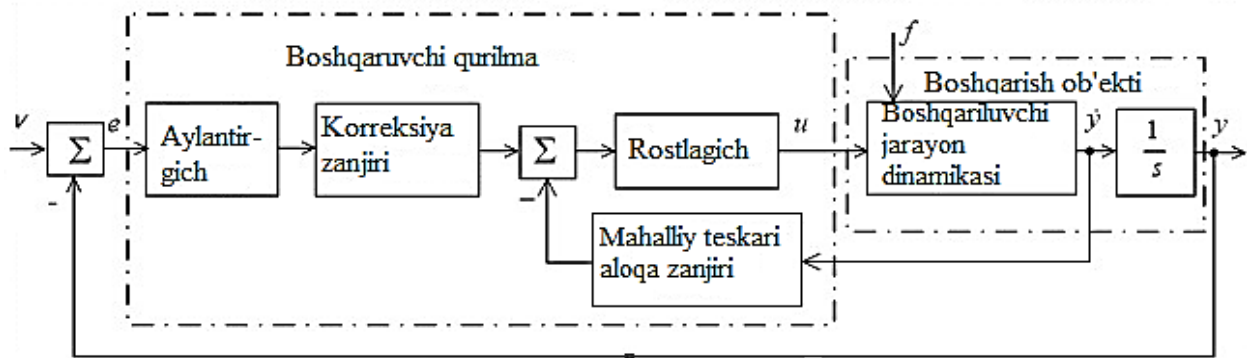 Boshqaruvchi qurilma
f
Boshqarish ob'ekti
v
Σ
e
-
Aylantir-
gich
Korreksiya
zanjiri
Σ
–
Rostlagich
u
Boshqariluvchi
jarayon
dinamikasi
ẏ
1
s
y
Mahalliy teskari
aloqa zanjiri